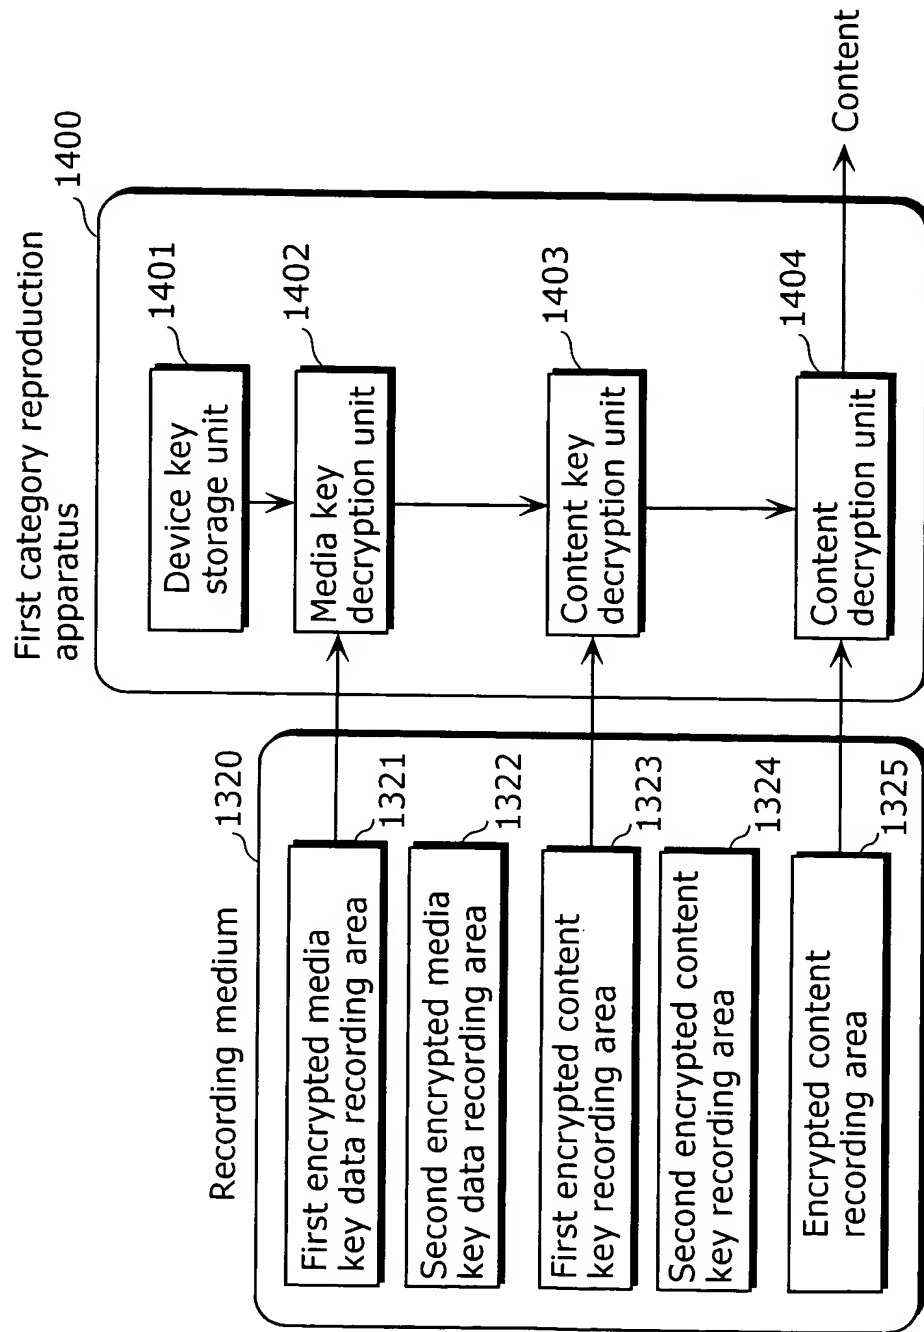 First category reproduction
apparatus
1400
Device key
storage unit
1401
Media key
decryption unit
1402
Content key
decryption unit
1403
Content
decryption unit
1404
Content
Recording medium
1320
First encrypted media
key data recording area
1321
Second encrypted media
key data recording area
1322
First encrypted content
key recording area
1323
Second encrypted content
key recording area
1324
Encrypted content
recording area
1325